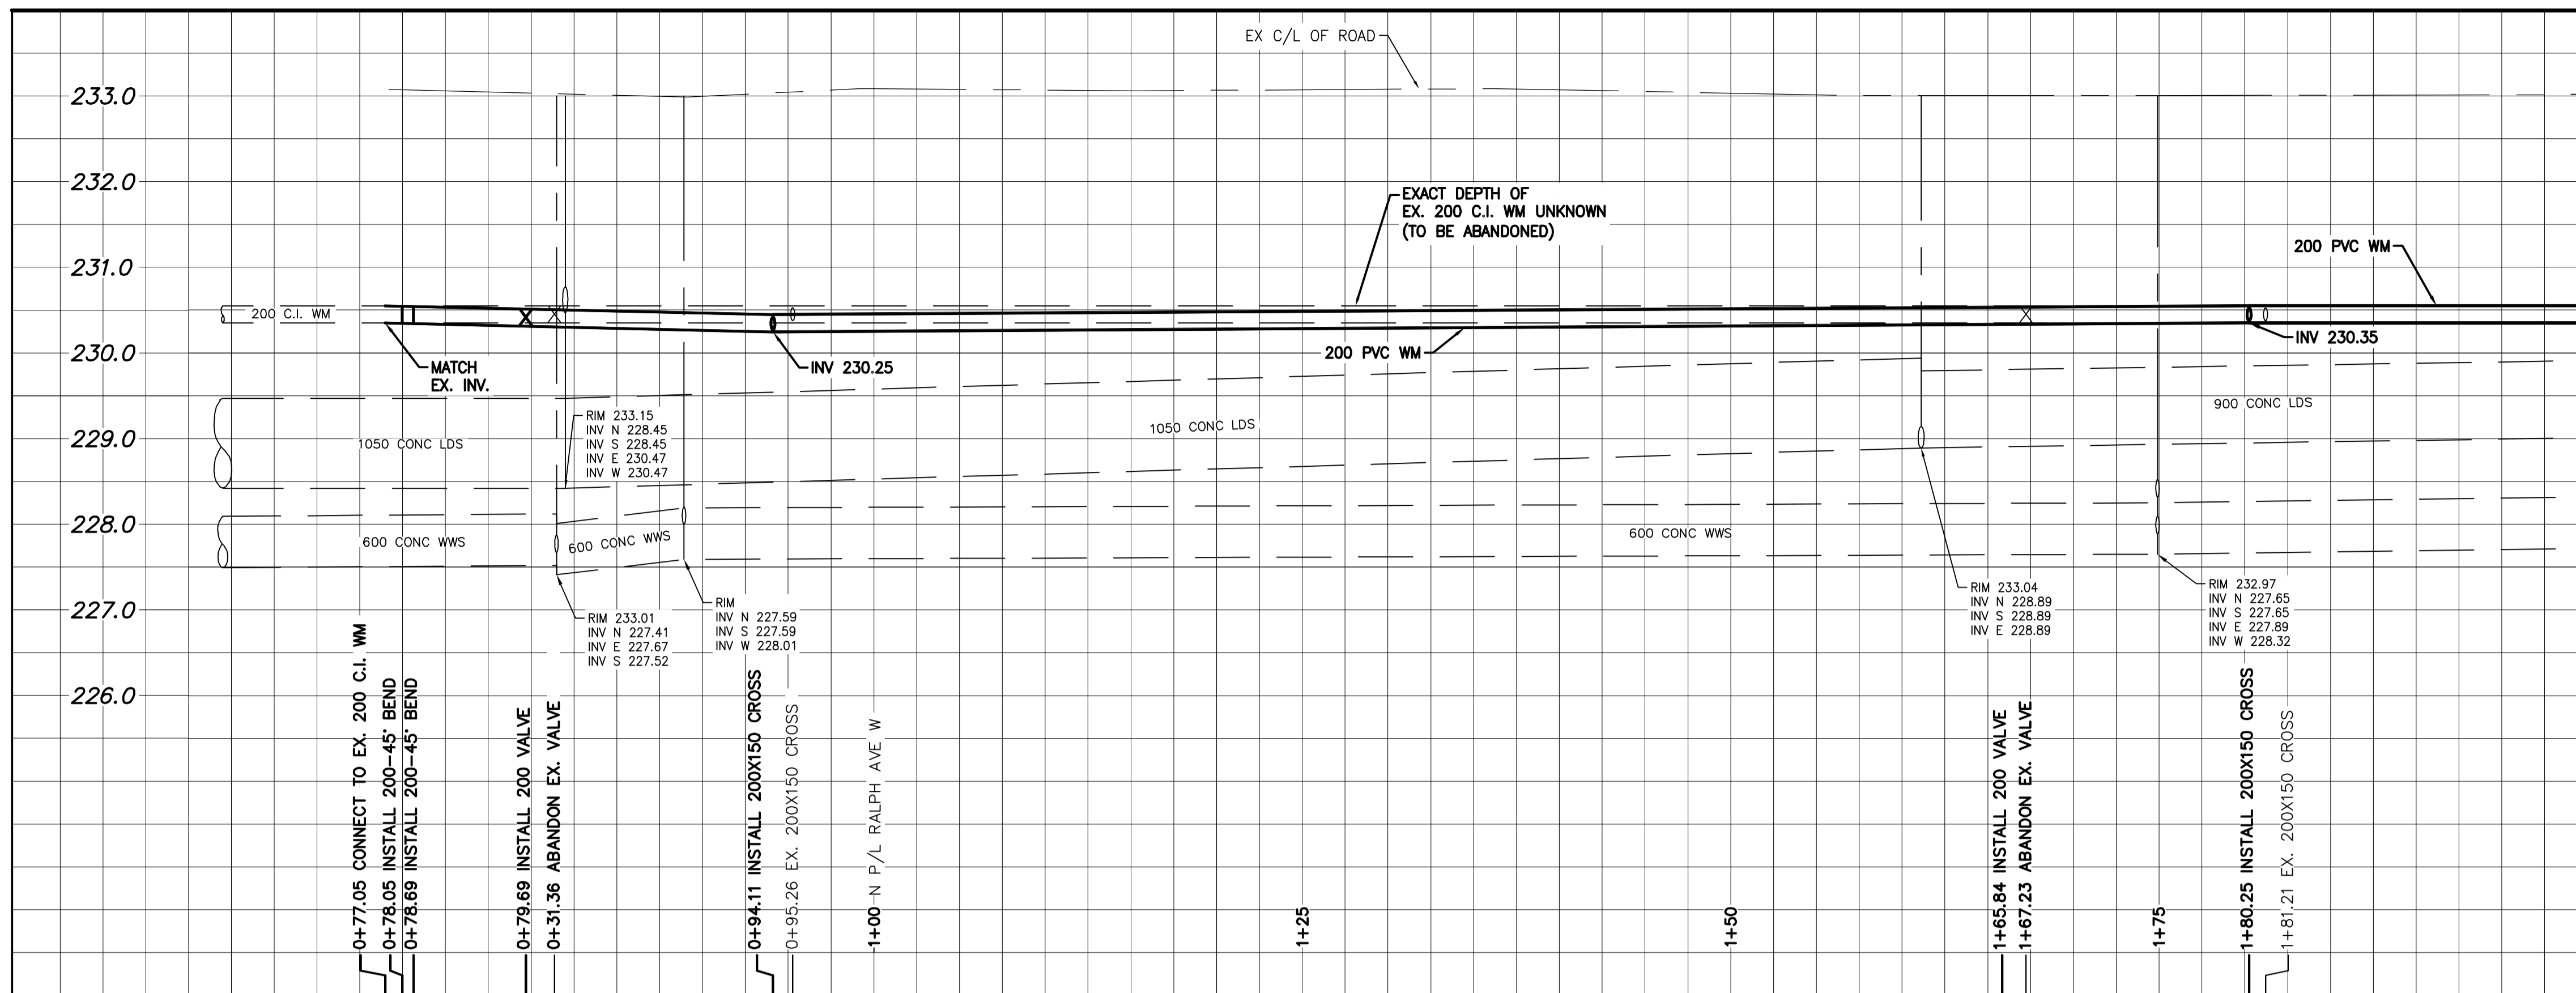 EX C/L OF ROAD
233.0
232.0
231.0
230.0
229.0
228.0
227.0
226.0
EXACT DEPTH OF
EX. 200 C.I. WM UNKNOWN
(TO BE ABANDONED)
200 PVC WM
200 C.I. WM
MATCH
EX. INV.
INV 230.25
200 PVC WM
INV 230.35
1050 CONC LDS
RIM 233.15
INV N 228.45
INV S 228.45
INV E 230.47
INV W 230.47
1050 CONC LDS
900 CONC LDS
600 CONC WWS
600 CONC WWS
600 CONC WWS
RIM 233.01
INV N 227.41
INV E 227.67
INV S 227.52
RIM
INV N 227.59
INV S 227.59
INV W 228.01
RIM 233.04
INV N 228.89
INV S 228.89
INV E 228.89
RIM 232.97
INV N 227.65
INV S 227.65
INV E 227.89
INV W 228.32
0+77.05 CONNECT TO EX. 200 C.I. WM
0+78.05 INSTALL 200-45° BEND
0+78.69 INSTALL 200-45° BEND
0+79.69 INSTALL 200 VALVE
0+31.36 ABANDON EX. VALVE
0+94.11 INSTALL 200X150 CROSS
0+95.26 EX. 200X150 CROSS
1+00 N P/L RALPH AVE W
1+25
1+50
1+65.84 INSTALL 200 VALVE
1+67.23 ABANDON EX. VALVE
1+75
1+80.25 INSTALL 200X150 CROSS
1+81.21 EX. 200X150 CROSS